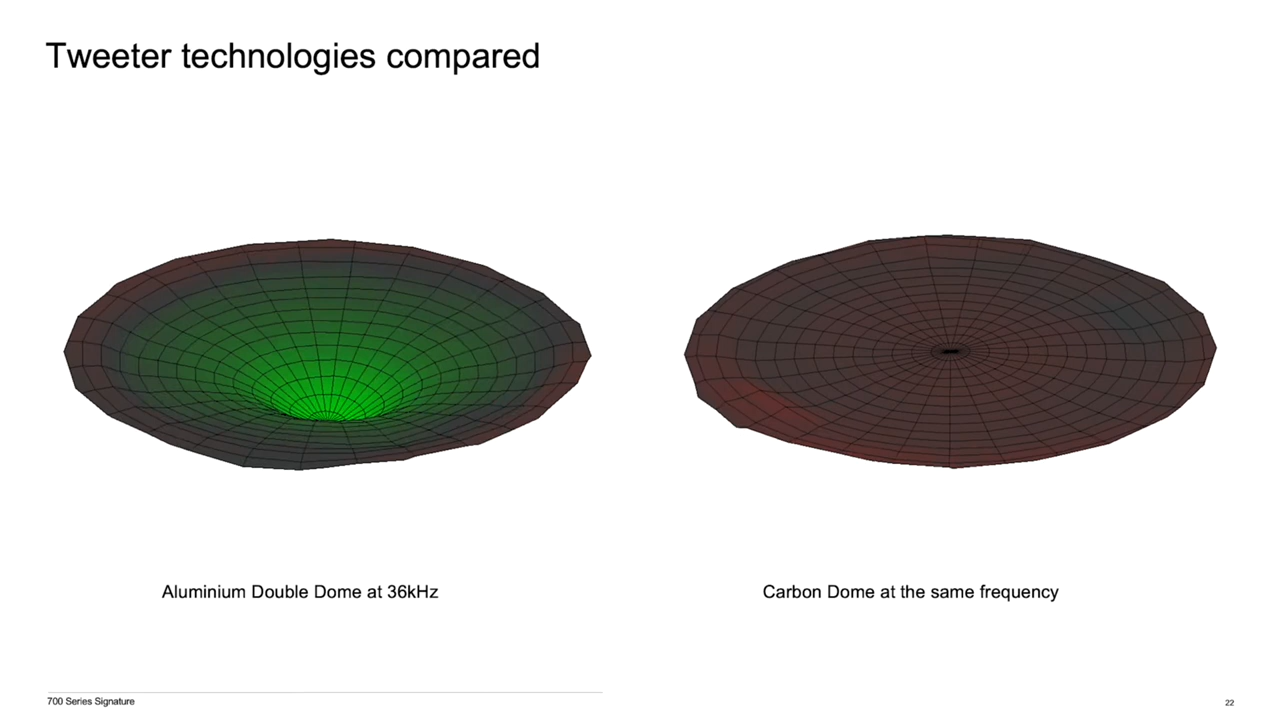 Tweeter technologies compared
Aluminium Double Dome at 36kHz
Carbon Dome at the same frequency
700 Series Signature
22